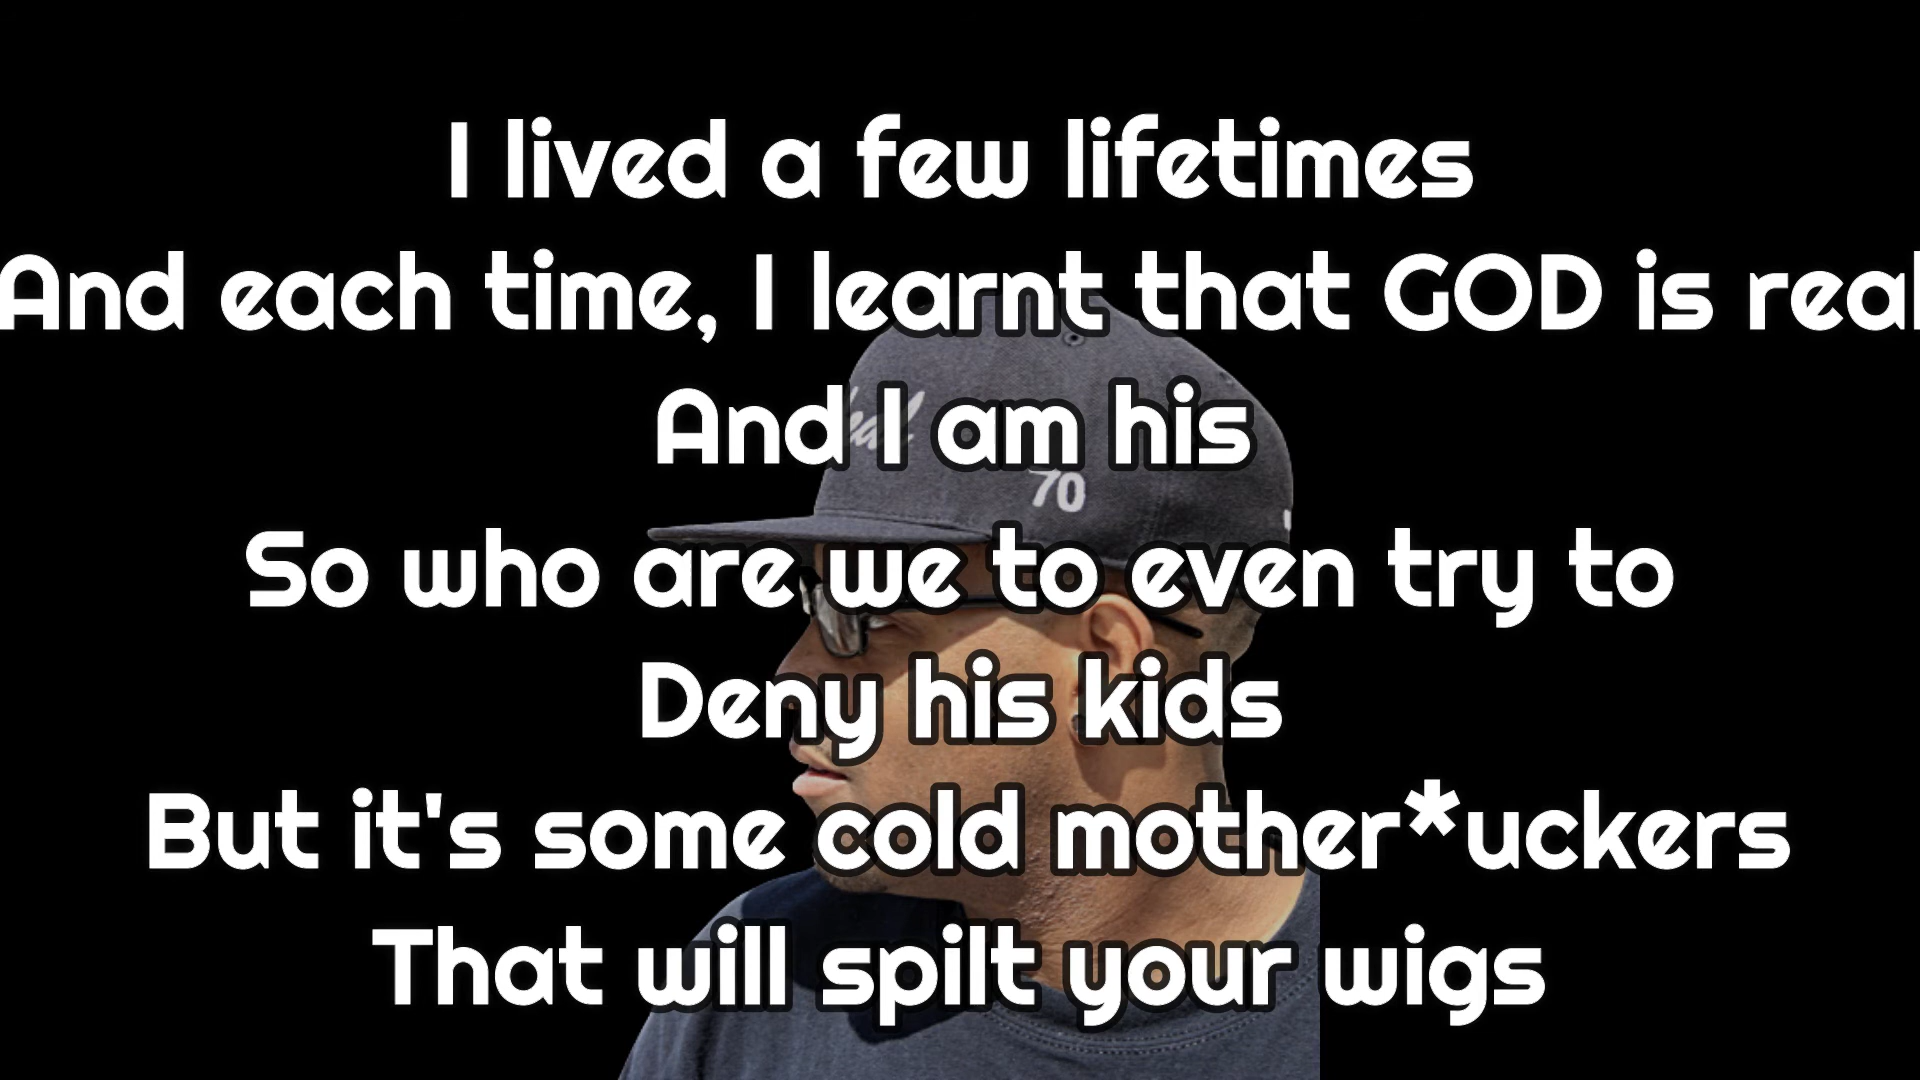 I lived a few lifetimes
And each time, I learnt that GOD is real
And I am his
70
So who are we to even try to
Deny his kids
But it's some cold mother*uckers
That will spilt your wigs